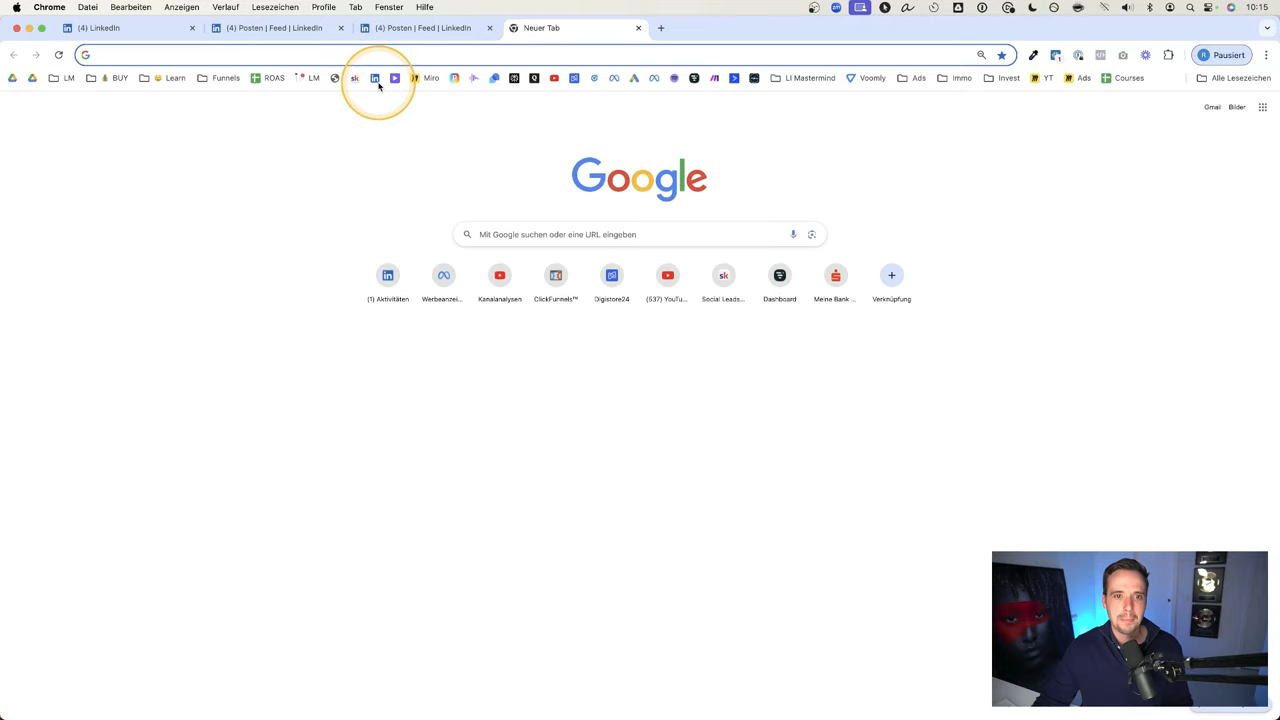 Chrome Datei Bearbeiten Anzeigen Verlauf Lesezeichen Profile Tab Fenster Hilfe 10:15
(4) LinkedIn (4) Posten | Feed | LinkedIn (4) Posten | Feed | LinkedIn Neuer Tab
Pausiert
LM BUY Learn Funnels ROAS LM sk Miro LI Mastermind Voomly Ads Immo Invest YT Ads Courses Alle Lesezeichen
Gmail Bilder
Google
Mit Google suchen oder eine URL eingeben
sk
(1) Aktivitäten Werbeanzei... Kanalanalysen ClickFunnels™ Digistore24 (537) YouTu... Social Leads... Dashboard Meine Bank ... Verknüpfung